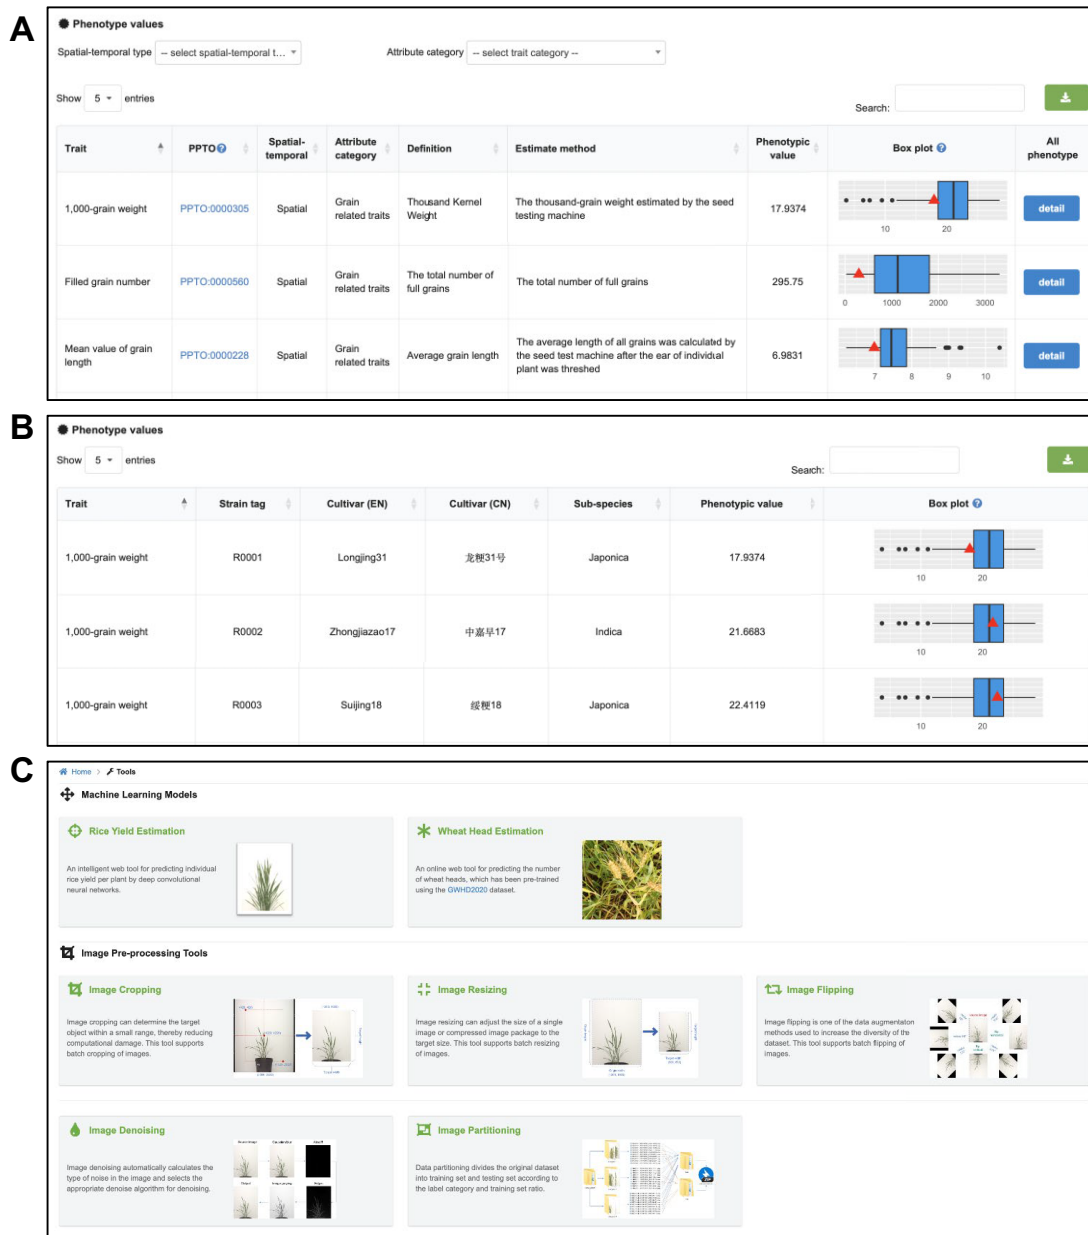 A
Phenotype values
Spatial-temporal type -- select spatial-temporal t... Attribute category -- select trait category --
Show 5 entries Search:
Trait PPTO Spatial-temporal Attribute category Definition Estimate method Phenotypic value Box plot All phenotype
1,000-grain weight PPTO:0000305 Spatial Grain related traits Thousand Kernel Weight The thousand-grain weight estimated by the seed testing machine 17.9374 detail
10 20
Filled grain number PPTO:0000560 Spatial Grain related traits The total number of full grains The total number of full grains 295.75 detail
0 1000 2000 3000
Mean value of grain length PPTO:0000228 Spatial Grain related traits Average grain length The average length of all grains was calculated by the seed test machine after the ear of individual plant was threshed 6.9831 detail
7 8 9 10
B
Phenotype values
Show 5 entries Search:
Trait Strain tag Cultivar (EN) Cultivar (CN) Sub-species Phenotypic value Box plot
1,000-grain weight R0001 Longjing31 龙粳31号 Japonica 17.9374
10 20
1,000-grain weight R0002 Zhongjiazao17 中嘉早17 Indica 21.6683
10 20
1,000-grain weight R0003 Suijing18 绥粳18 Japonica 22.4119
10 20
C
Home > Tools
Machine Learning Models
Rice Yield Estimation
An intelligent web tool for predicting individual
rice yield per plant by deep convolutional
neural networks.
Wheat Head Estimation
An online web tool for predicting the number
of wheat heads, which has been pre-trained
using the GWHD2020 dataset.
Image Pre-processing Tools
Image Cropping
Image cropping can determine the target
object within a small range, thereby reducing
computational damage. This tool supports
batch cropping of images.
Image Resizing
Image resizing can adjust the size of a single
image or compressed image package to the
target size. This tool supports batch resizing
of images.
Image Flipping
Image flipping is one of the data augmentaton
methods used to increase the diversity of the
dataset. This tool supports batch flipping of
images.
Image Denoising
Image denoising automatically calculates the
type of noise in the image and selects the
appropriate denoise algorithm for denoising.
Image Partitioning
Data partitioning divides the original dataset
into training set and testing set according to
the label category and training set ratio.